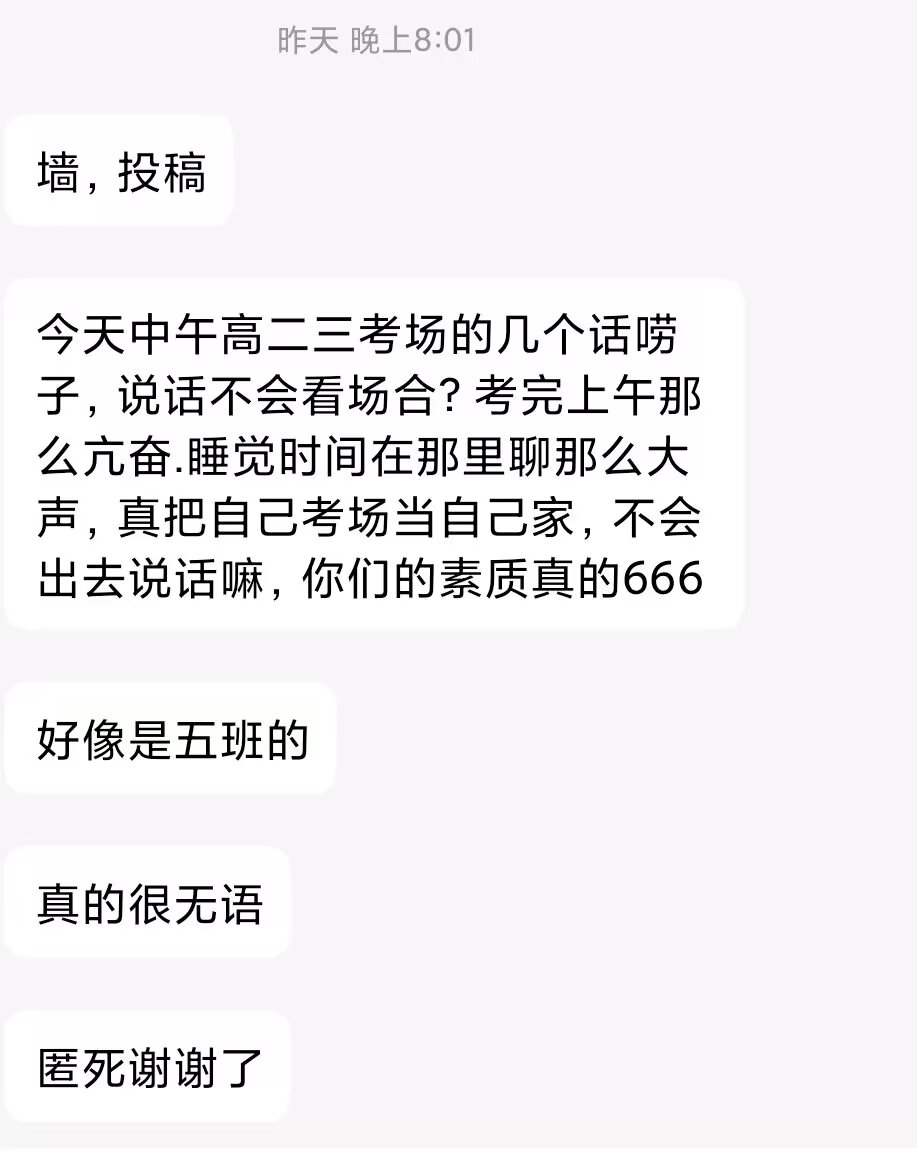 昨天 晚上8:01
墙，投稿
今天中午高二三考场的几个话唠
子，说话不会看场合？考完上午那
么亢奋.睡觉时间在那里聊那么大
声，真把自己考场当自己家，不会
出去说话嘛，你们的素质真的666
好像是五班的
真的很无语
匿死谢谢了